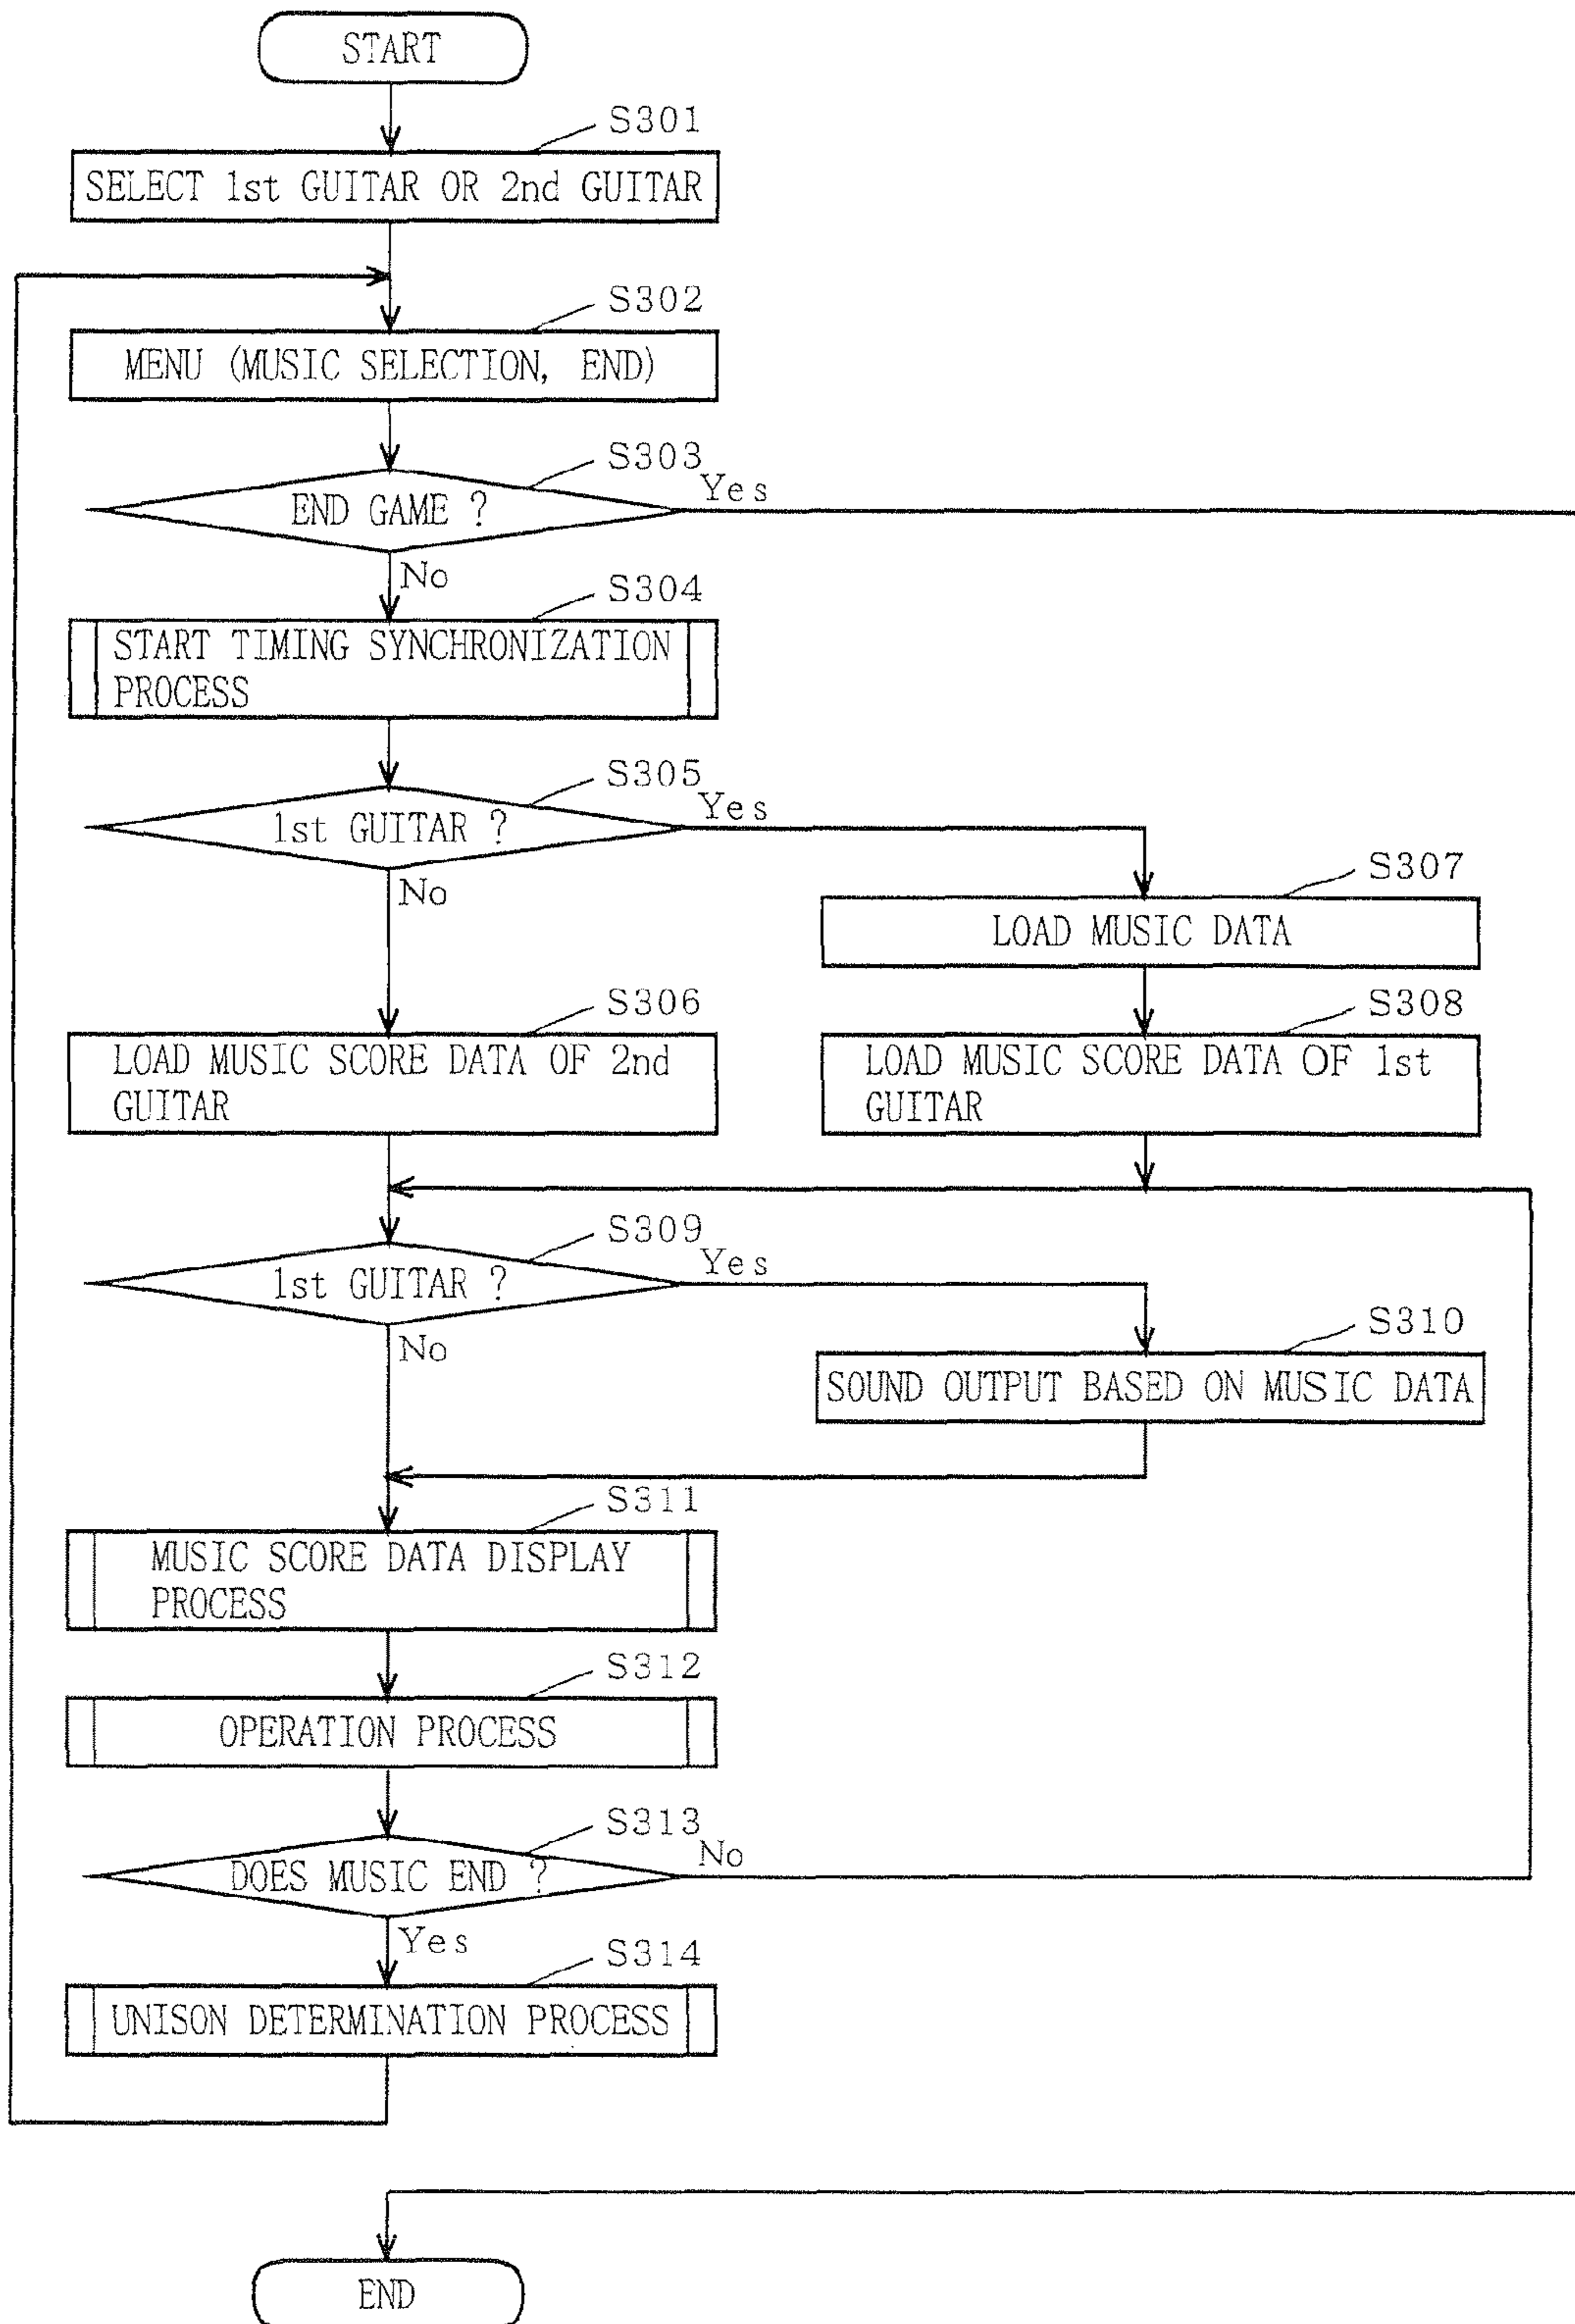 START
S301
SELECT 1st GUITAR OR 2nd GUITAR
S302
MENU (MUSIC SELECTION, END)
S303
END GAME ?
Yes
No
S304
START TIMING SYNCHRONIZATION
PROCESS
S305
1st GUITAR ?
Yes
No
S307
LOAD MUSIC DATA
S306
LOAD MUSIC SCORE DATA OF 2nd
GUITAR
S308
LOAD MUSIC SCORE DATA OF 1st
GUITAR
S309
1st GUITAR ?
Yes
No
S310
SOUND OUTPUT BASED ON MUSIC DATA
S311
MUSIC SCORE DATA DISPLAY
PROCESS
S312
OPERATION PROCESS
S313
DOES MUSIC END ?
No
Yes
S314
UNISON DETERMINATION PROCESS
END